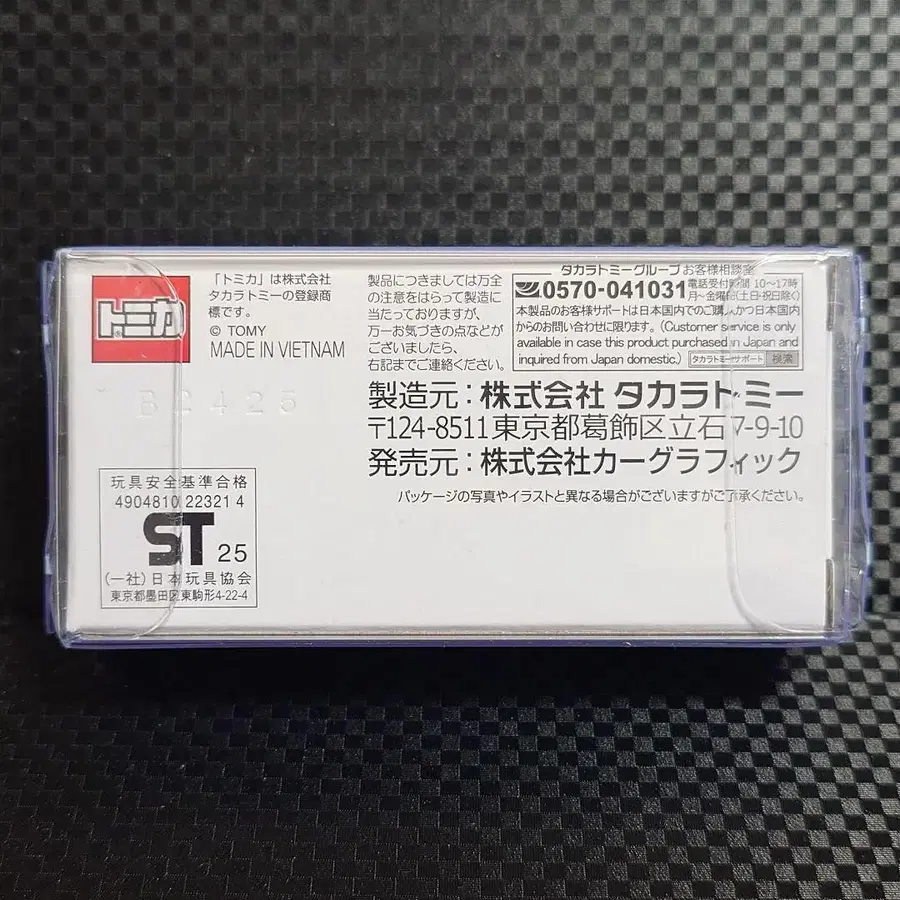 トミカ
「トミカ」は株式会社
タカラトミーの登録商
標です。
© TOMY
MADE IN VIETNAM
製品につきましては万全
の注意をはらって製造に
当たっておりますが、
万一お気づきの点などが
ございましたら、
右記までご連絡ください。
タカラトミーグループ お客様相談室
0570-041031
電話受付時間 10〜17時
月〜金曜日(土日・祝日除く)
本製品のお客様サポートは日本国内でのご購入かつ日本国内
からのお問い合わせに限ります。(Customer service is only
available in case this product purchased in Japan and
inquired from Japan domestic.)
タカラトミーサポート 検索
製造元：株式会社 タカラトミー
〒124-8511 東京都葛飾区立石 7-9-10
発売元：株式会社カーグラフィック
パッケージの写真やイラストと異なる場合がございますがご了承ください。
BC425
玩具安全基準合格
4904810 22321 4
ST 25
(一社)日本玩具協会
東京都墨田区東駒形4-22-4